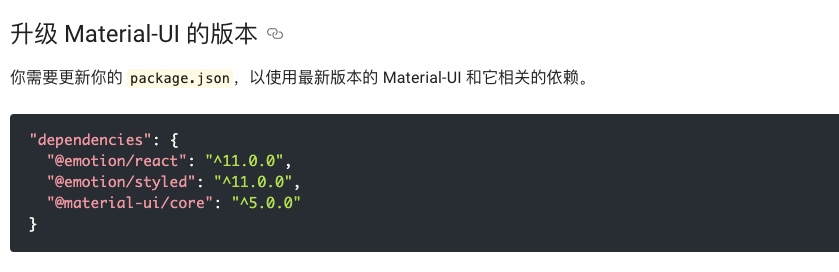 升级 Material-UI 的版本
你需要更新你的 package.json，以使用最新版本的 Material-UI 和它相关的依赖。
"dependencies": {
"@emotion/react": "^11.0.0",
"@emotion/styled": "^11.0.0",
"@material-ui/core": "^5.0.0"
}